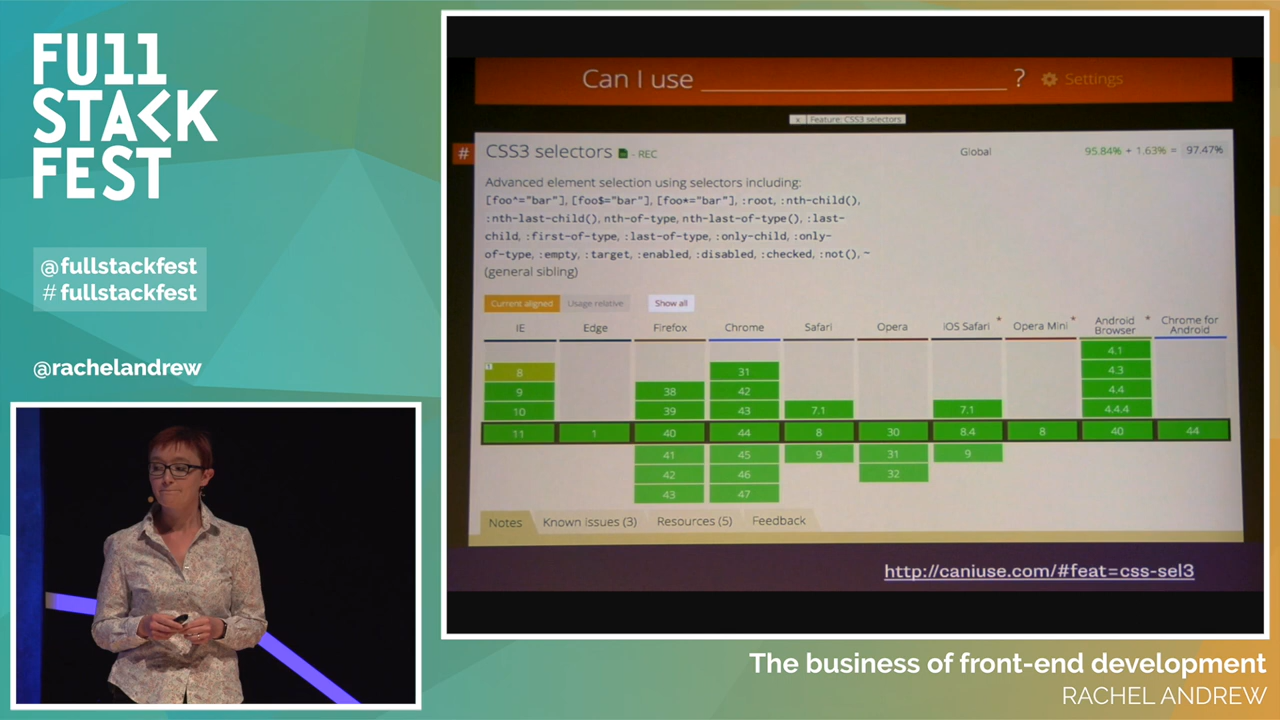 FU11
STACK
FEST
@fullstackfest
# fullstackfest
@rachelandrew
Can I use ? Settings
x Feature: CSS3 selectors
# CSS3 selectors - REC Global 95.84% + 1.63% = 97.47%
Advanced element selection using selectors including:
[foo^="bar"], [foo$="bar"], [foo*="bar"], :root, :nth-child(),
:nth-last-child(), nth-of-type, nth-last-of-type(), :last-
child, :first-of-type, :last-of-type, :only-child, :only-
of-type, :empty, :target, :enabled, :disabled, :checked, :not(), ~
(general sibling)
Current aligned Usage relative Show all
IE Edge Firefox Chrome Safari Opera iOS Safari * Opera Mini * Android Browser * Chrome for Android
4.1
1 8 31 4.3
9 38 42 4.4
10 39 43 7.1 7.1 4.4.4
11 1 40 44 8 30 8.4 8 40 44
41 45 9 31 9
42 46 32
43 47
Notes Known issues (3) Resources (5) Feedback
http://caniuse.com/#feat=css-sel3
The business of front-end development
RACHEL ANDREW